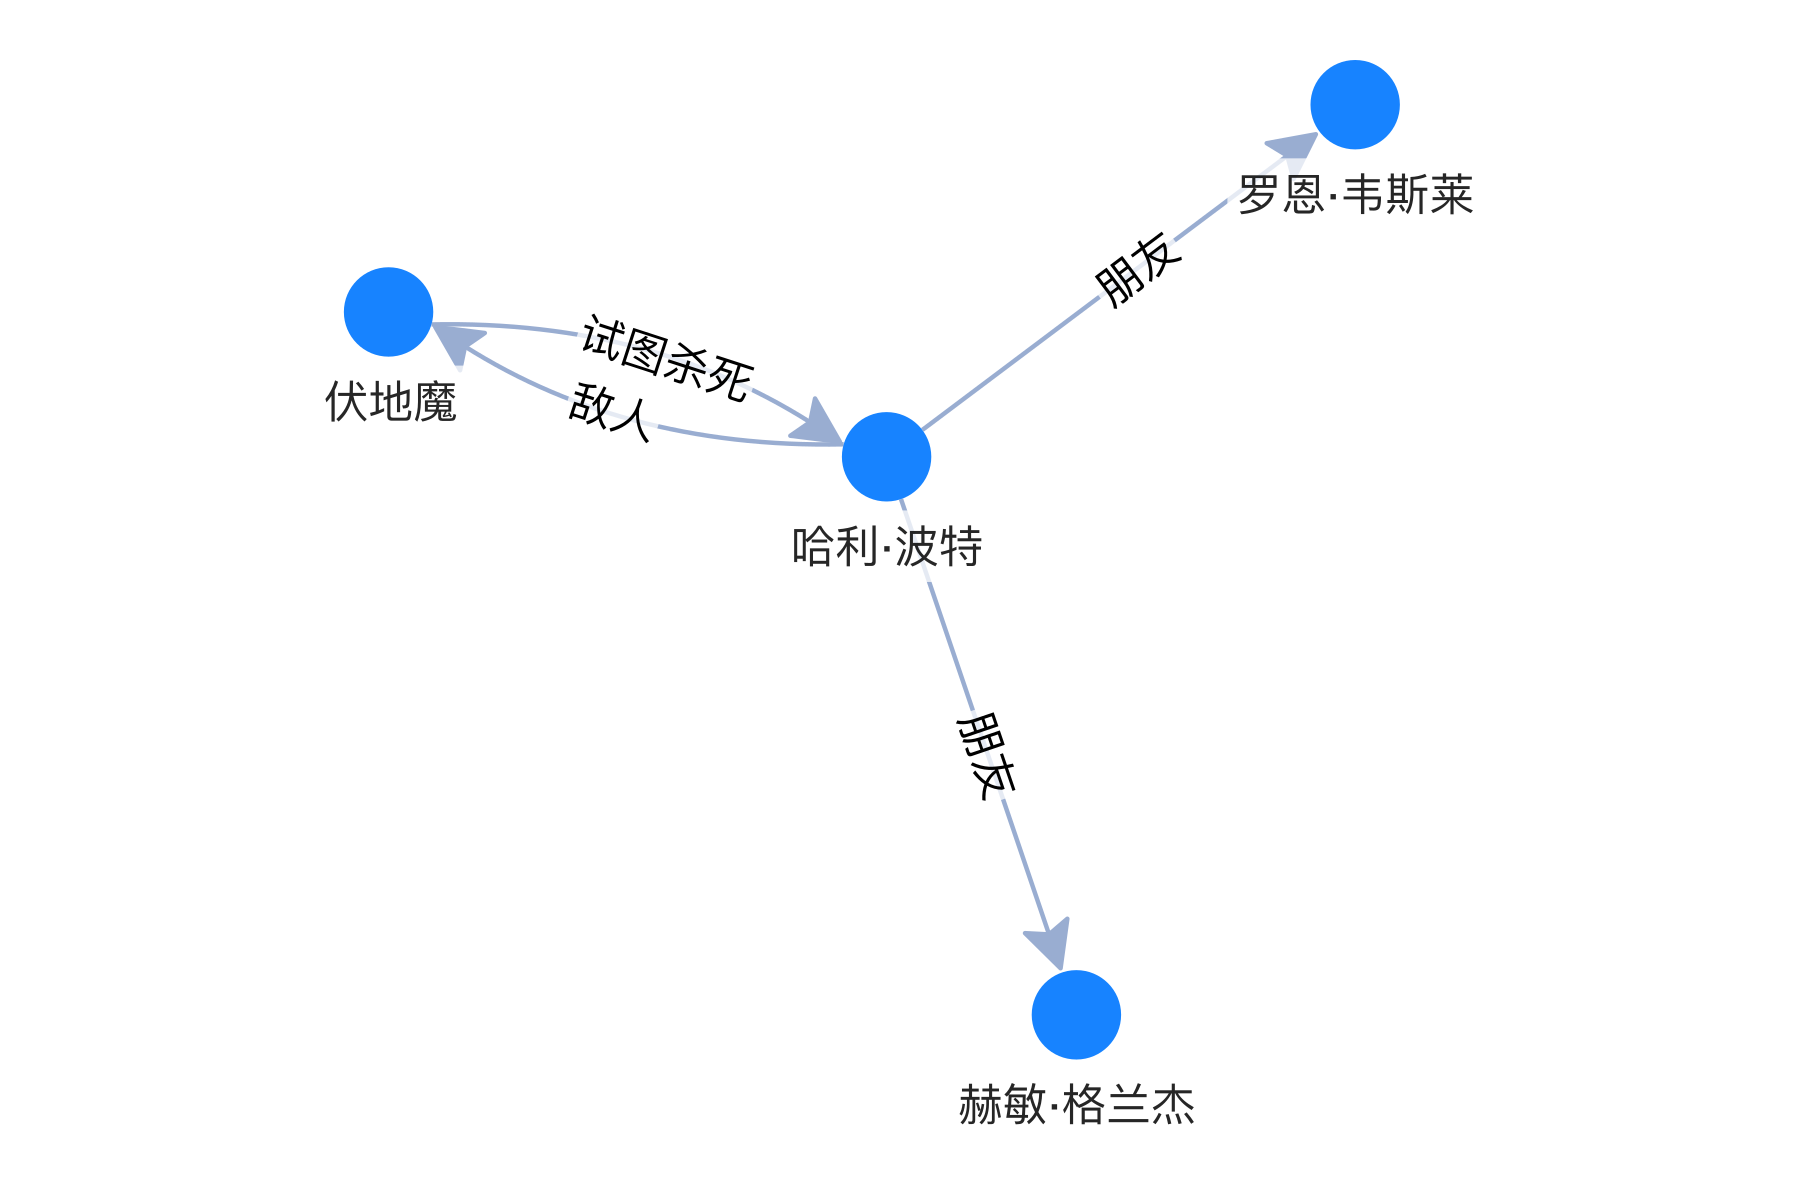 罗恩·韦斯莱
朋友
试图杀死
伏地魔
敌人
哈利·波特
朋友
赫敏·格兰杰